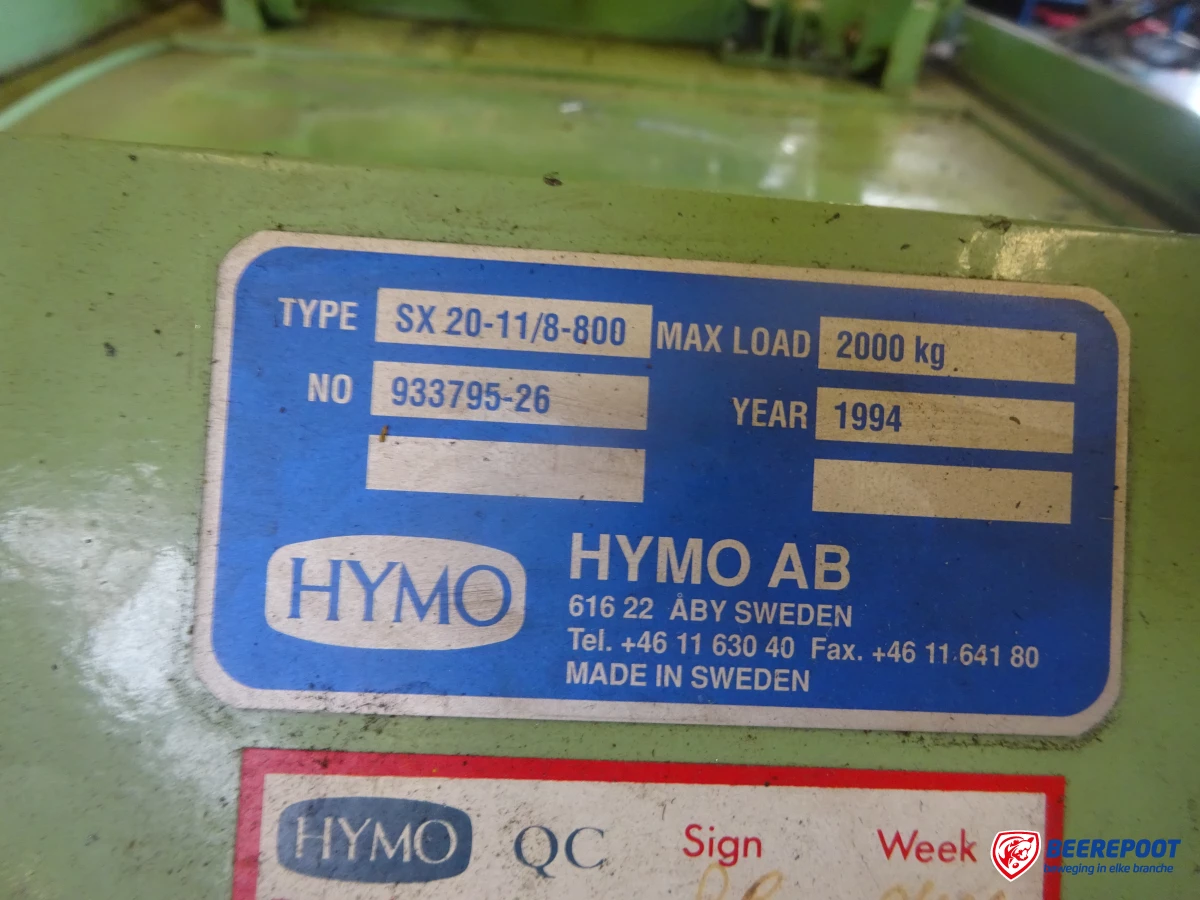 TYPE SX 20-11/8-800 MAX LOAD 2000 kg
NO 933795-26 YEAR 1994
HYMO
HYMO AB
616 22 ÅBY SWEDEN
Tel. +46 11 630 40 Fax. +46 11 641 80
MADE IN SWEDEN
HYMO QC Sign Week
BEEREPOOT
beweging in elke branche